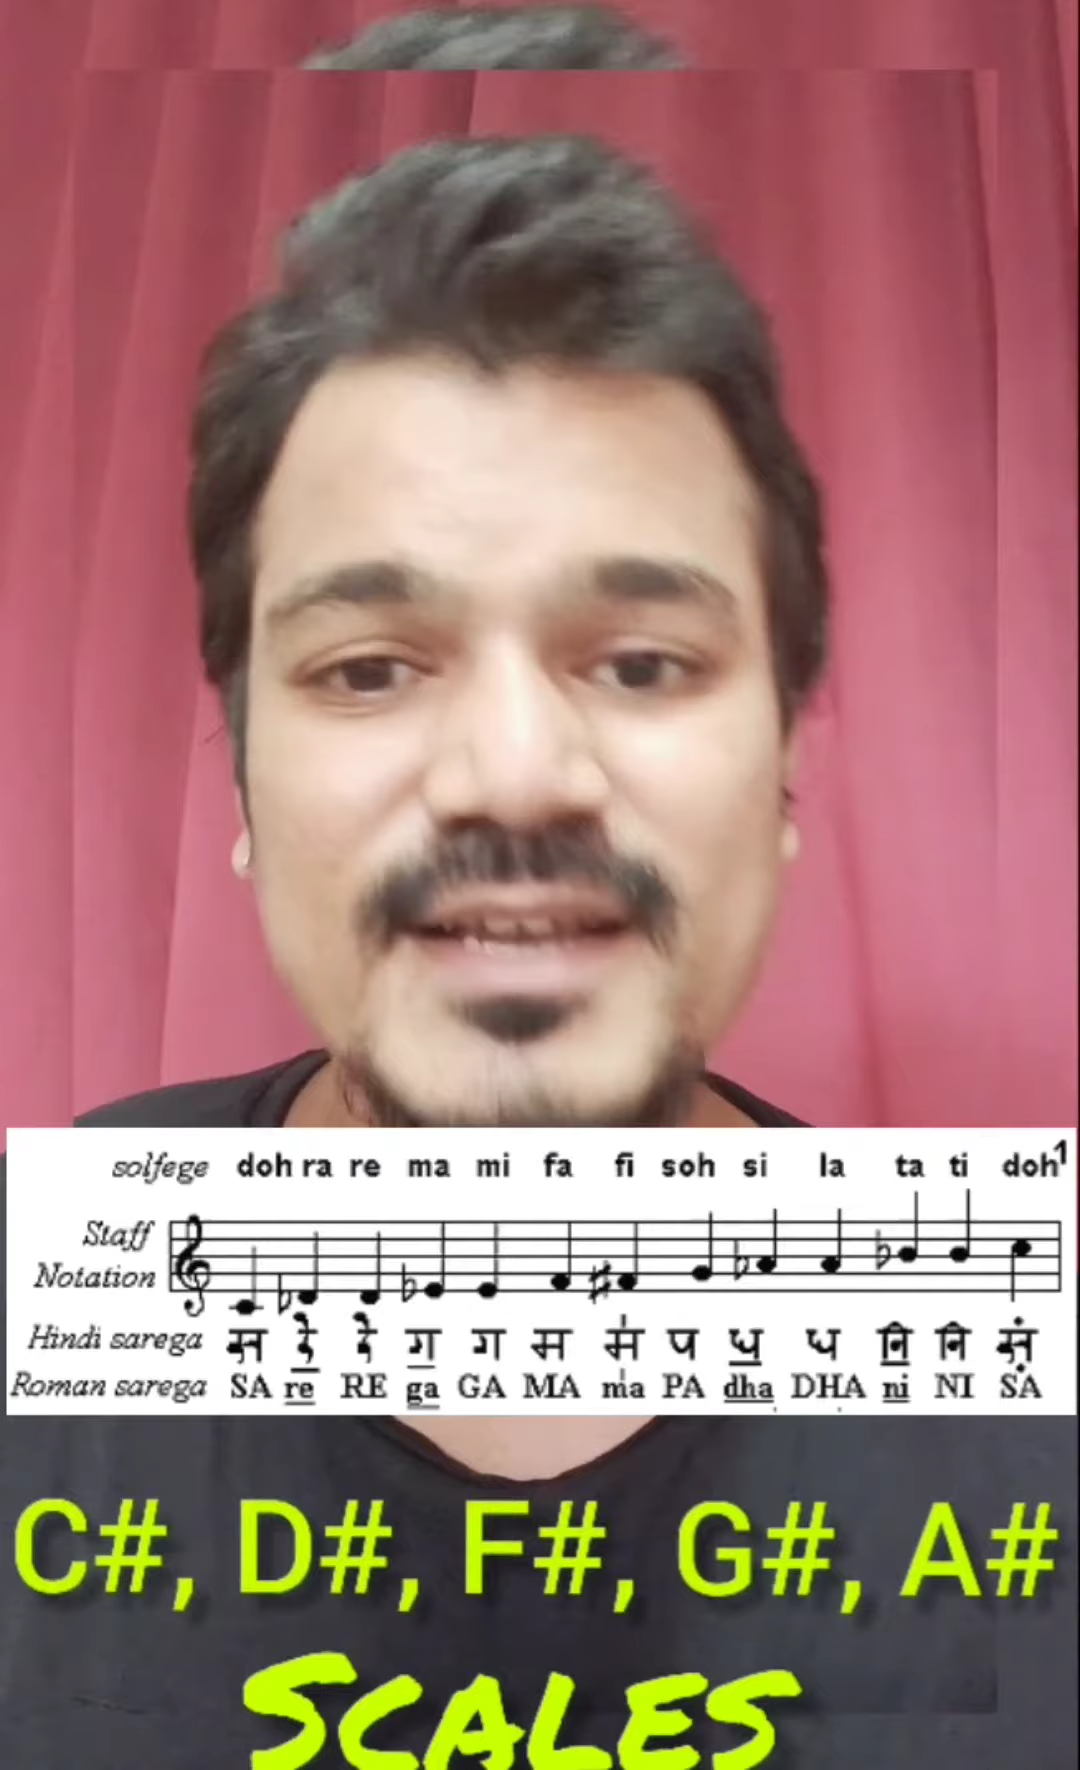 solfege doh ra re ma mi fa fi soh si la ta ti doh¹
Staff
Notation
Hindi sarega स रे रे ग ग म म॑ प ध ध नि नि सं
Roman sarega SA re RE ga GA MA ma PA dha DHA ni NI SA
C#, D#, F#, G#, A#
SCALES